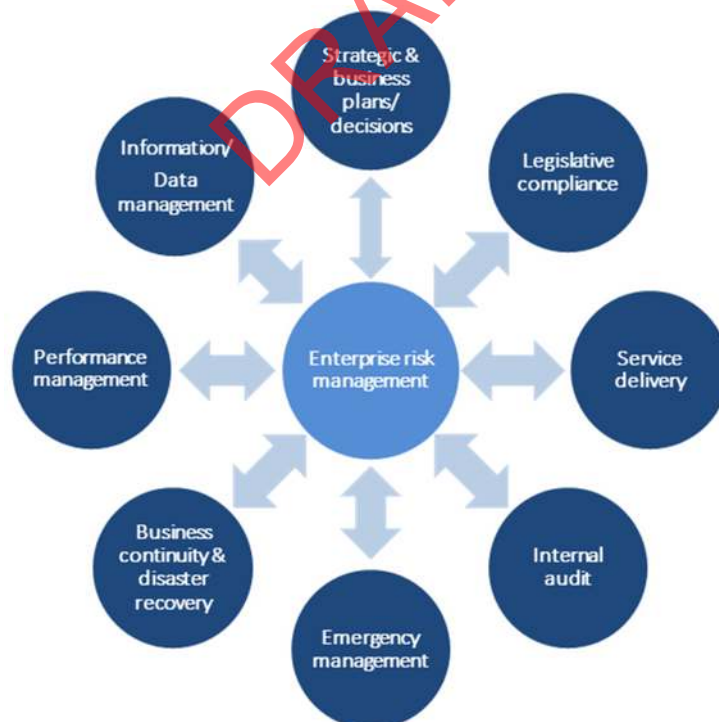 Strategic &
business
plans/
decisions
Legislative
compliance
Service
delivery
Internal
audit
Emergency
management
Business
continuity &
disaster
recovery
Performance
management
Information/
Data
management
Enterprise risk
management